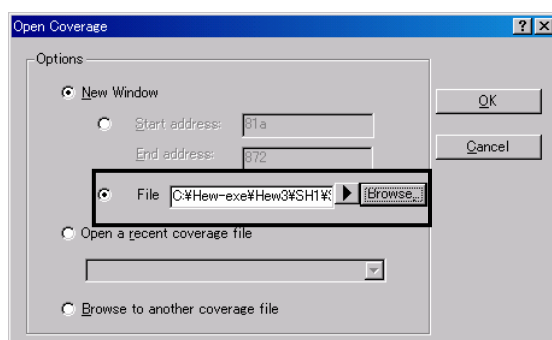 Open Coverage
Options
New Window
Start address: 81a
End address: 872
File C:¥Hew-exe¥Hew3¥SH1¥ Browse...
Open a recent coverage file
Browse to another coverage file
OK
Cancel